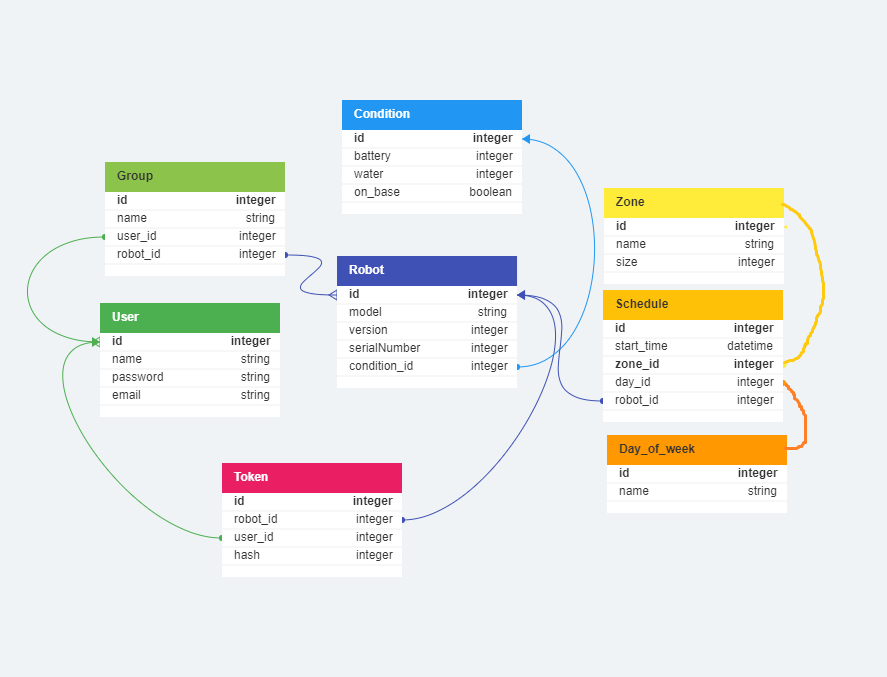 Condition
id integer
battery integer
water integer
on_base boolean
Group
id integer
name string
user_id integer
robot_id integer
Zone
id integer
name string
size integer
Robot
id integer
model string
version integer
serialNumber integer
condition_id integer
Schedule
id integer
start_time datetime
zone_id integer
day_id integer
robot_id integer
User
id integer
name string
password string
email string
Day_of_week
id integer
name string
Token
id integer
robot_id integer
user_id integer
hash integer